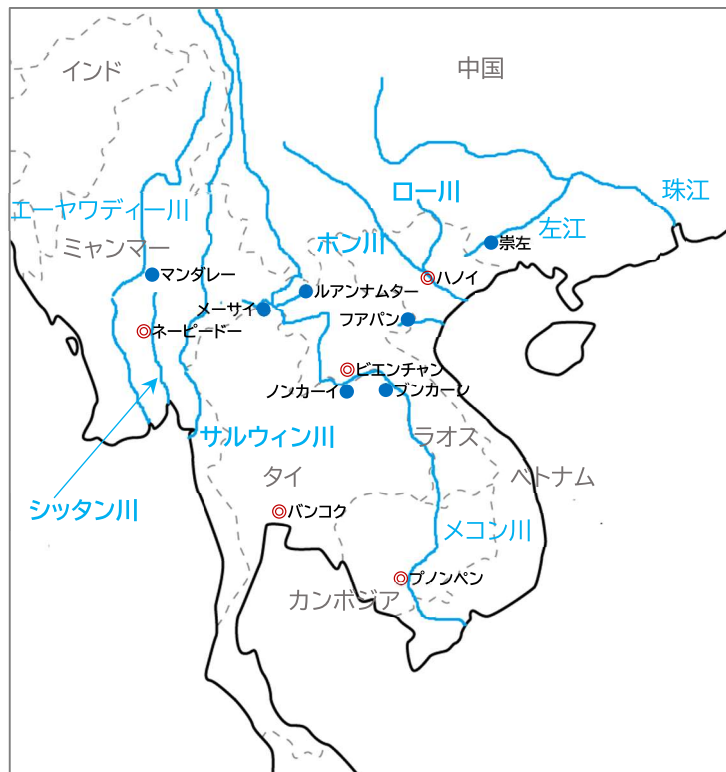 インド
中国
ロー川
珠江
エーヤワディー川
左江
ホン川
崇左
ミャンマー
マンダレー
ハノイ
ルアンナムター
メーサイ
フアパン
ネーピードー
ビエンチャン
ノンカーイ
ブンカーン
サルウィン川
ラオス
タイ
ベトナム
シッタン川
バンコク
メコン川
プノンペン
カンボジア